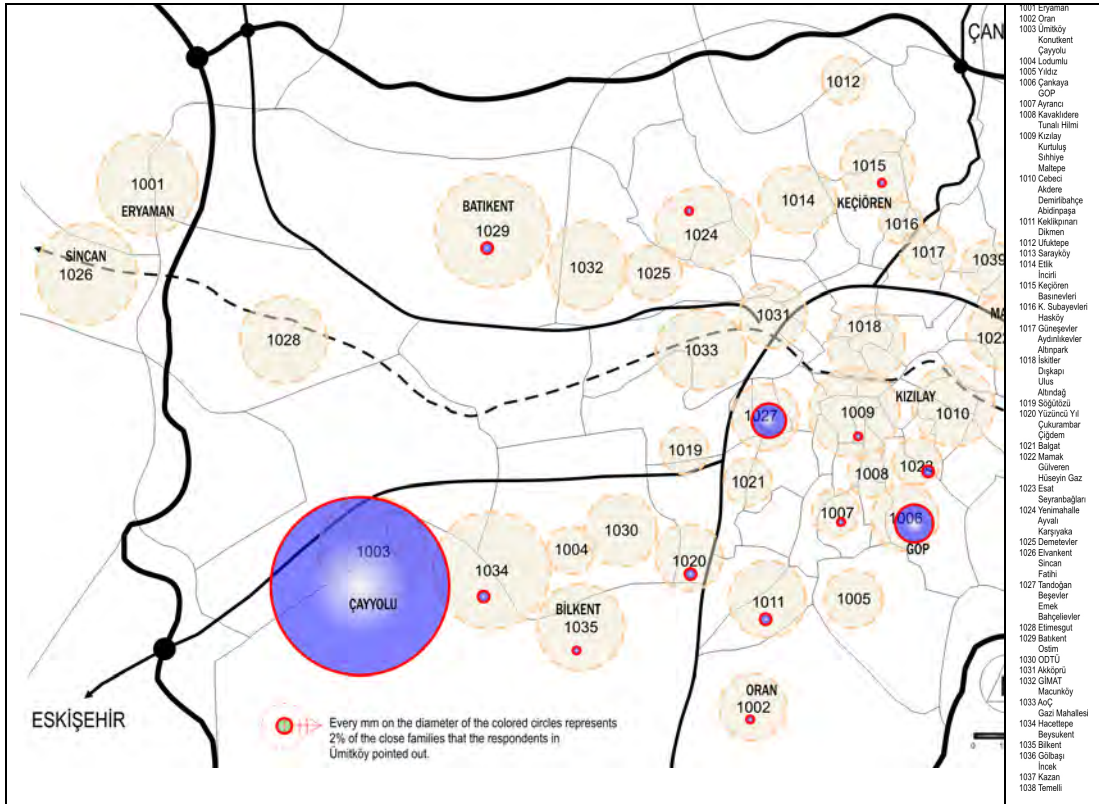 ÇAN
1012
1015
KEÇİÖREN
1014
1016
1001
ERYAMAN
BATIKENT
1029
1024
1017
1039
SİNCAN
1026
1032
1025
1028
1031
1018
MA
1022
1033
KIZILAY
1027
1009
1010
1019
1021
1008
1023
1007
1006
GOP
1003
ÇAYYOLU
1034
1004
1030
1020
BİLKENT
1035
1011
1005
ORAN
1002
ESKİŞEHİR
Every mm on the diameter of the colored circles represents
2% of the close families that the respondents in
Ümitköy pointed out.
0
1001 Eryaman
1002 Oran
1003 Ümitköy
Konutkent
Çayyolu
1004 Lodumlu
1005 Yıldız
1006 Çankaya
GOP
1007 Ayrancı
1008 Kavaklıdere
Tunalı Hilmi
1009 Kızılay
Kurtuluş
Sıhhiye
Maltepe
1010 Cebeci
Akdere
Demirlibahçe
Abidinpaşa
1011 Keklikpınarı
Dikmen
1012 Ufuktepe
1013 Sarayköy
1014 Etlik
İncirli
1015 Keçiören
Basınevleri
1016 K. Subayevleri
Hasköy
1017 Güneşevler
Aydınlıkevler
Altınpark
1018 İskitler
Dışkapı
Ulus
Altındağ
1019 Söğütözü
1020 Yüzüncü Yıl
Çukurambar
Çiğdem
1021 Balgat
1022 Mamak
Gülveren
Hüseyin Gaz
1023 Esat
Seyranbağları
1024 Yenimahalle
Ayvalı
Karşıyaka
1025 Demetevler
1026 Elvankent
Sincan
Fatihi
1027 Tandoğan
Beşevler
Emek
Bahçelievler
1028 Etimesgut
1029 Batıkent
Ostim
1030 ODTÜ
1031 Akköprü
1032 GİMAT
Macunköy
1033 AoÇ
Gazi Mahallesi
1034 Hacettepe
Beysukent
1035 Bilkent
1036 Gölbaşı
İncek
1037 Kazan
1038 Temelli